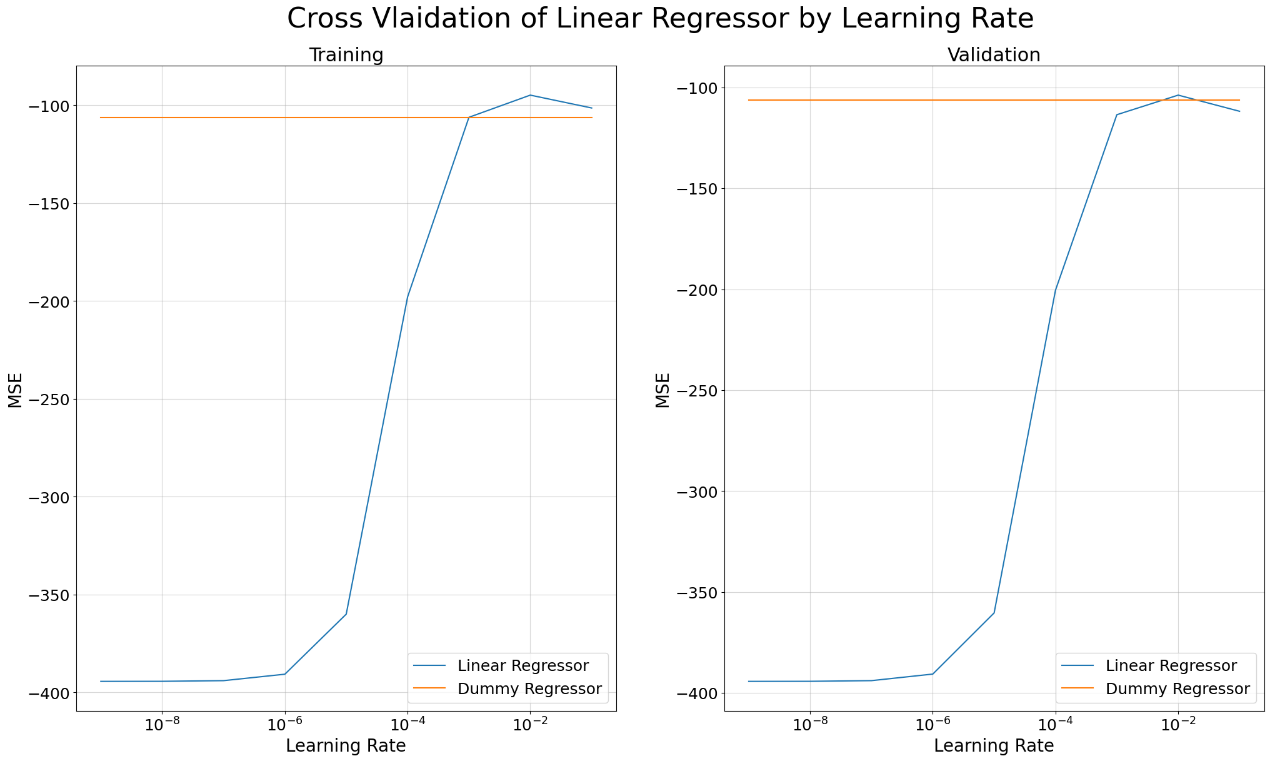 Cross Vlaidation of Linear Regressor by Learning Rate
Training
MSE
−100
−150
−200
−250
−300
−350
−400
10⁻⁸
10⁻⁶
10⁻⁴
10⁻²
Learning Rate
Linear Regressor
Dummy Regressor
Validation
MSE
−100
−150
−200
−250
−300
−350
−400
10⁻⁸
10⁻⁶
10⁻⁴
10⁻²
Learning Rate
Linear Regressor
Dummy Regressor